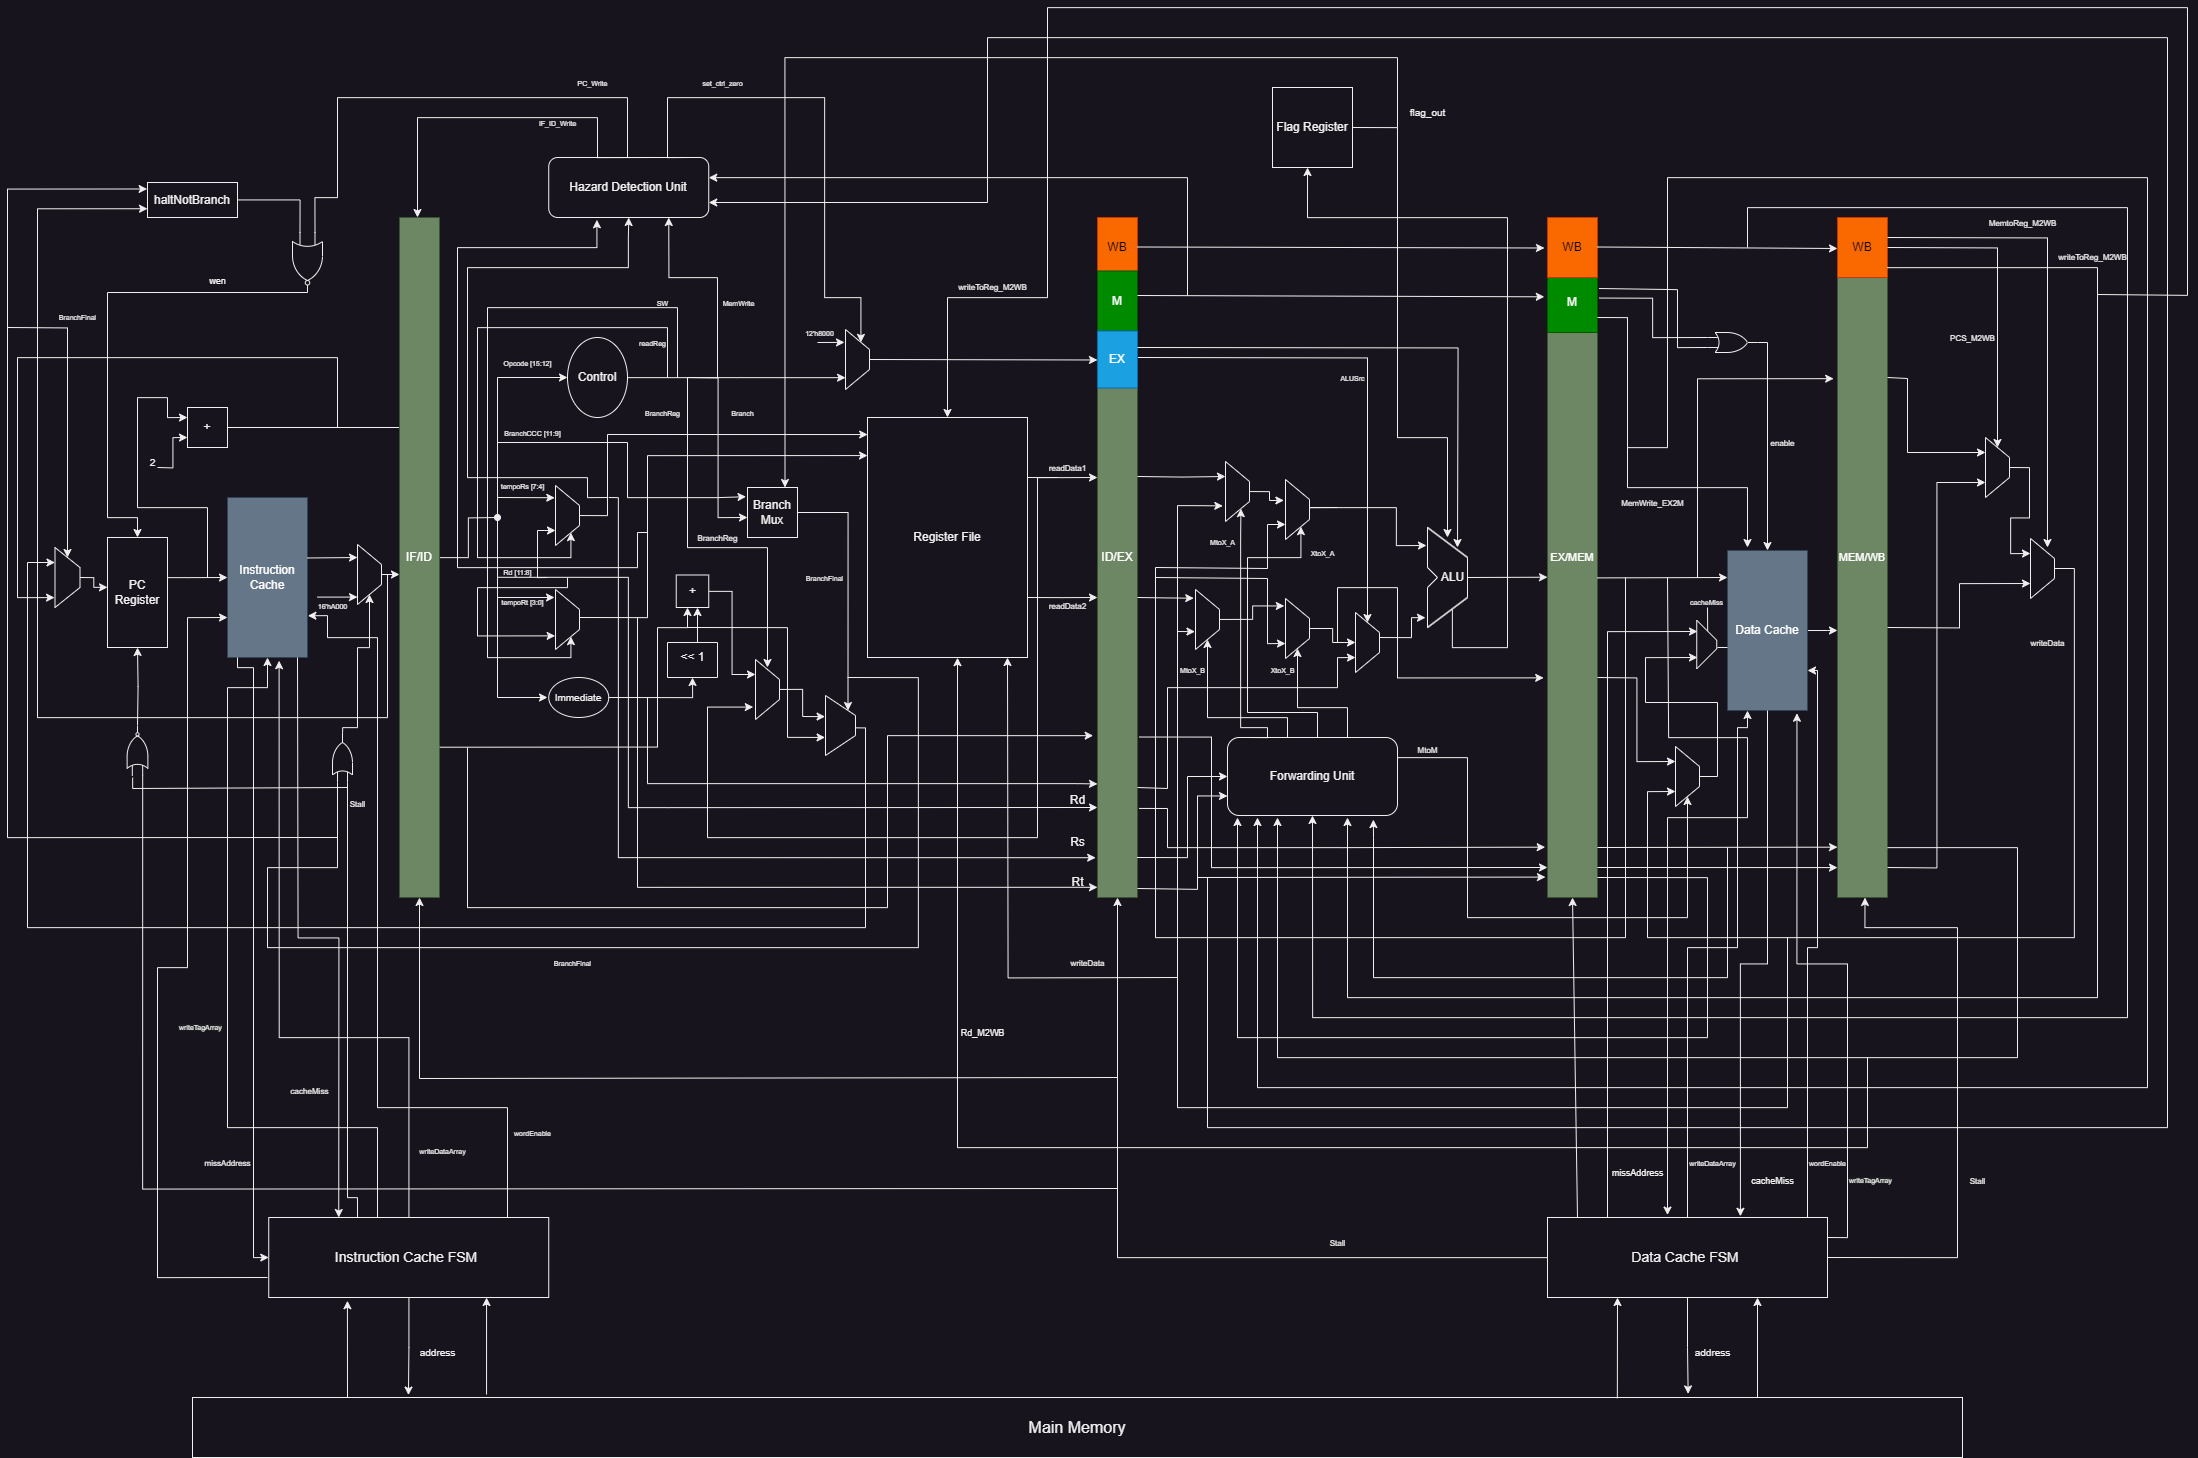 PC_Write
set_ctrl_zero
IF_ID_Write
flag_out
Flag Register
Hazard Detection Unit
haltNotBranch
wen
BranchFinal
WB
M
EX
WB
M
WB
MemtoReg_M2WB
writeToReg_M2WB
writeToReg_M2WB
SW
MemWrite
readReg
12'h8000
Opcode [15:12]
Control
PCS_M2WB
ALUSrc
BranchReg
Branch
BranchCCC [11:9]
+
2
enable
readData1
tempoRs [7:4]
Branch
Mux
MemWrite_EX2M
BranchReg
Register File
MtoX_A
XtoX_A
IF/ID
ID/EX
EX/MEM
MEM/WB
Instruction
Cache
PC
Register
Rd [11:8]
BranchFinal
ALU
+
tempoRt [3:0]
16'hA000
readData2
cacheMiss
Data Cache
writeData
<< 1
MtoX_B
XtoX_B
Immediate
MtoM
Forwarding Unit
Rd
Stall
Rs
Rt
BranchFinal
writeData
writeTagArray
Rd_M2WB
cacheMiss
wordEnable
writeDataArray
missAddress
missAddress
writeDataArray
wordEnable
cacheMiss
writeTagArray
Stall
Stall
Instruction Cache FSM
Data Cache FSM
address
address
Main Memory